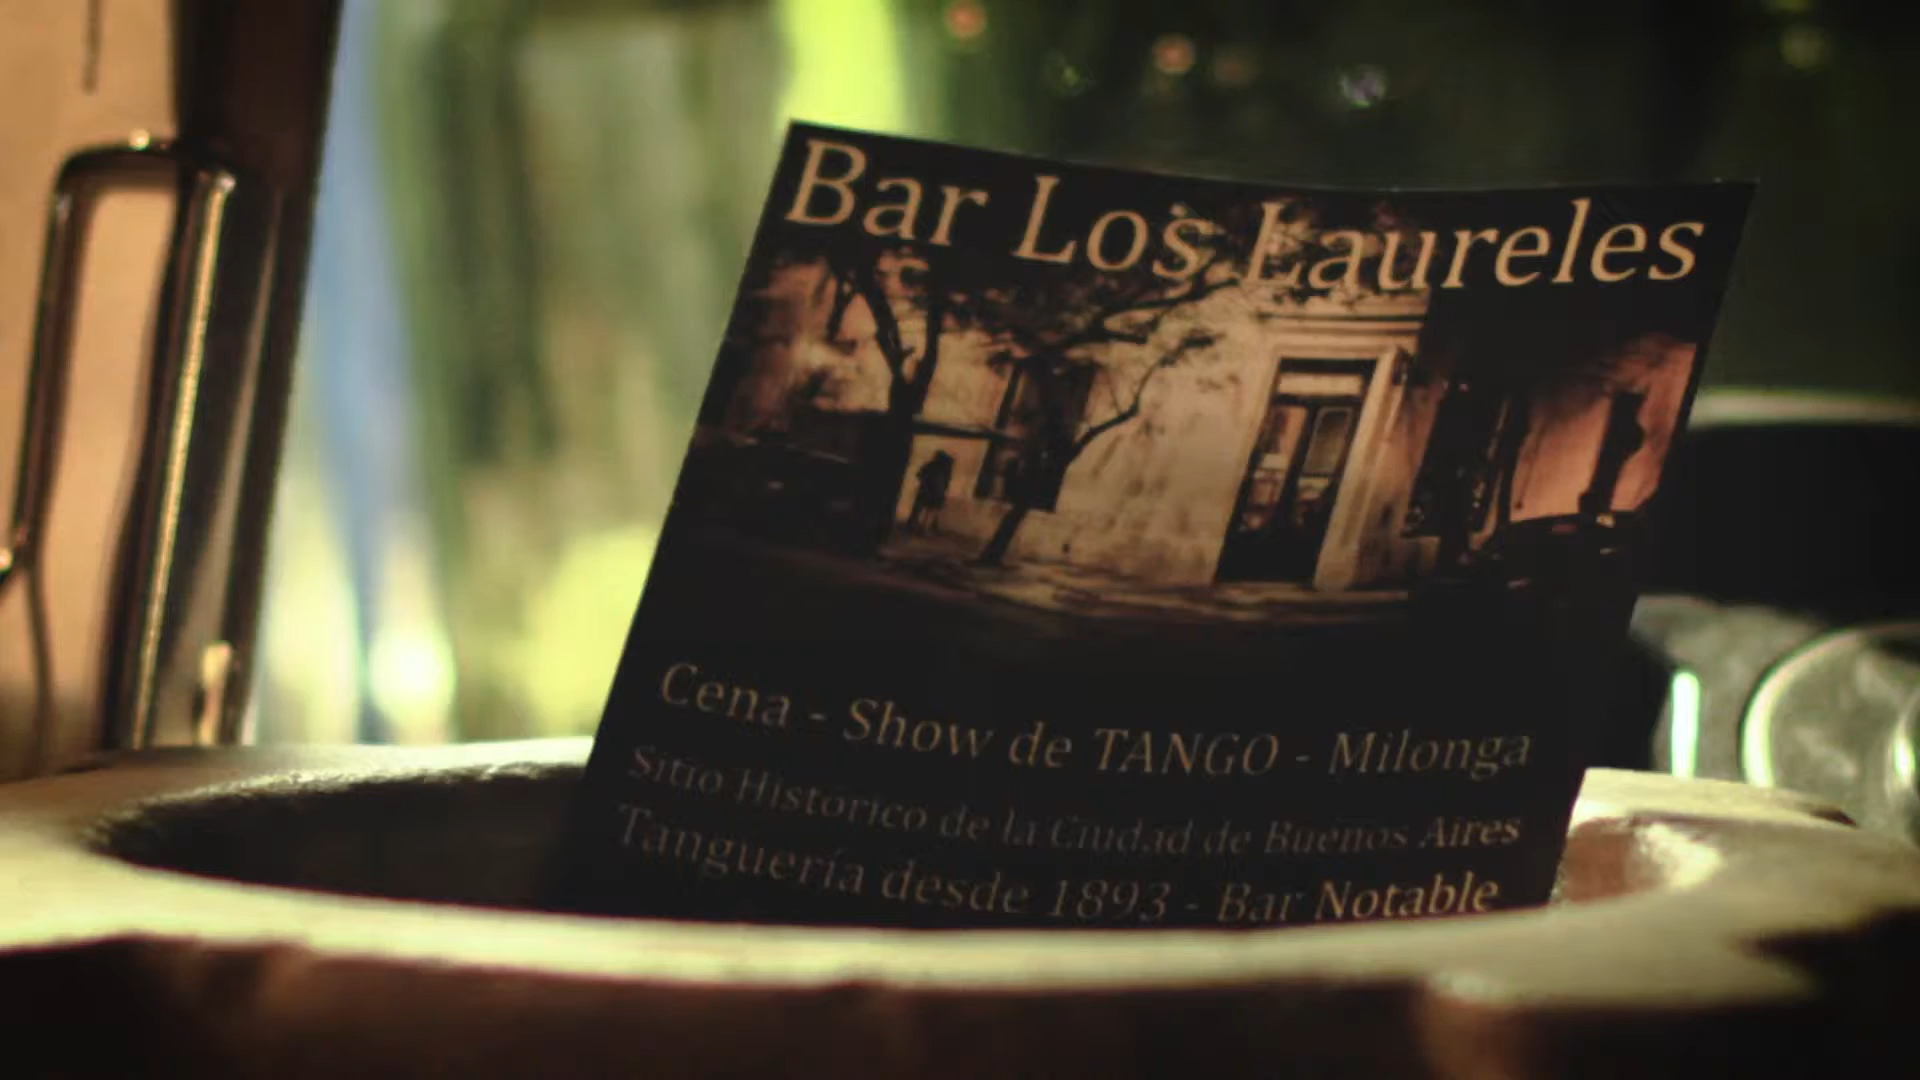 Bar Los Laureles
Cena - Show de TANGO - Milonga
Sitio Historico de la Ciudad de Buenos Aires
Tanguería desde 1893 - Bar Notable